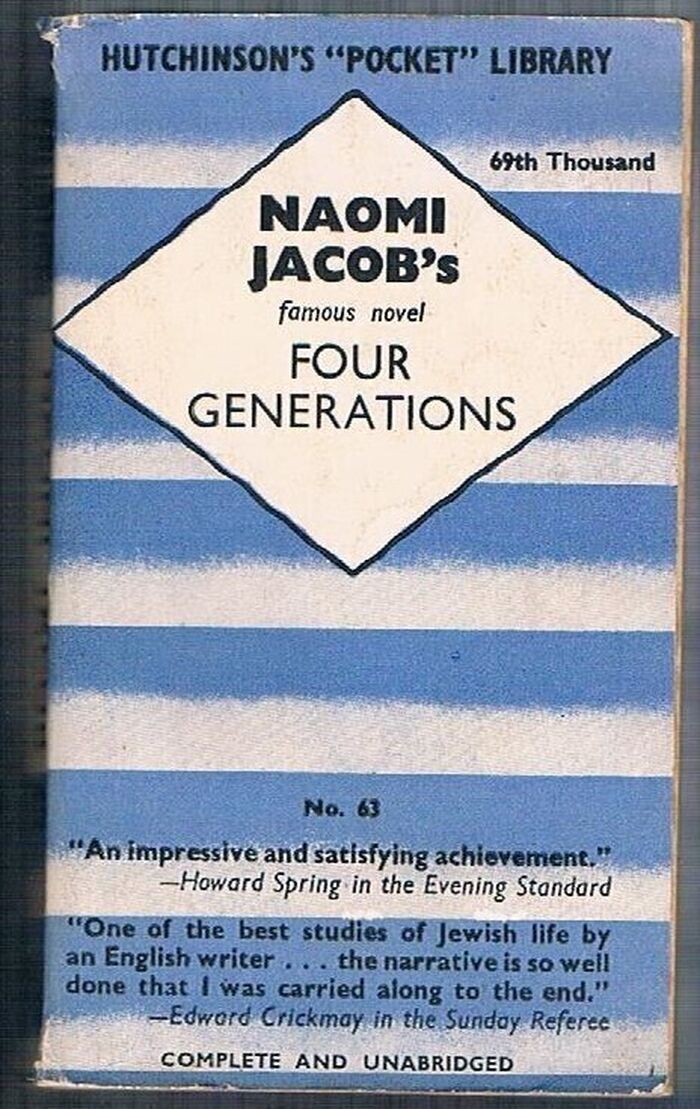 HUTCHINSON'S "POCKET" LIBRARY
69th Thousand
NAOMI
JACOB's
famous novel
FOUR
GENERATIONS
No. 63
"An impressive and satisfying achievement."
—Howard Spring in the Evening Standard
"One of the best studies of Jewish life by
an English writer . . . the narrative is so well
done that I was carried along to the end."
—Edward Crickmay in the Sunday Referee
COMPLETE AND UNABRIDGED